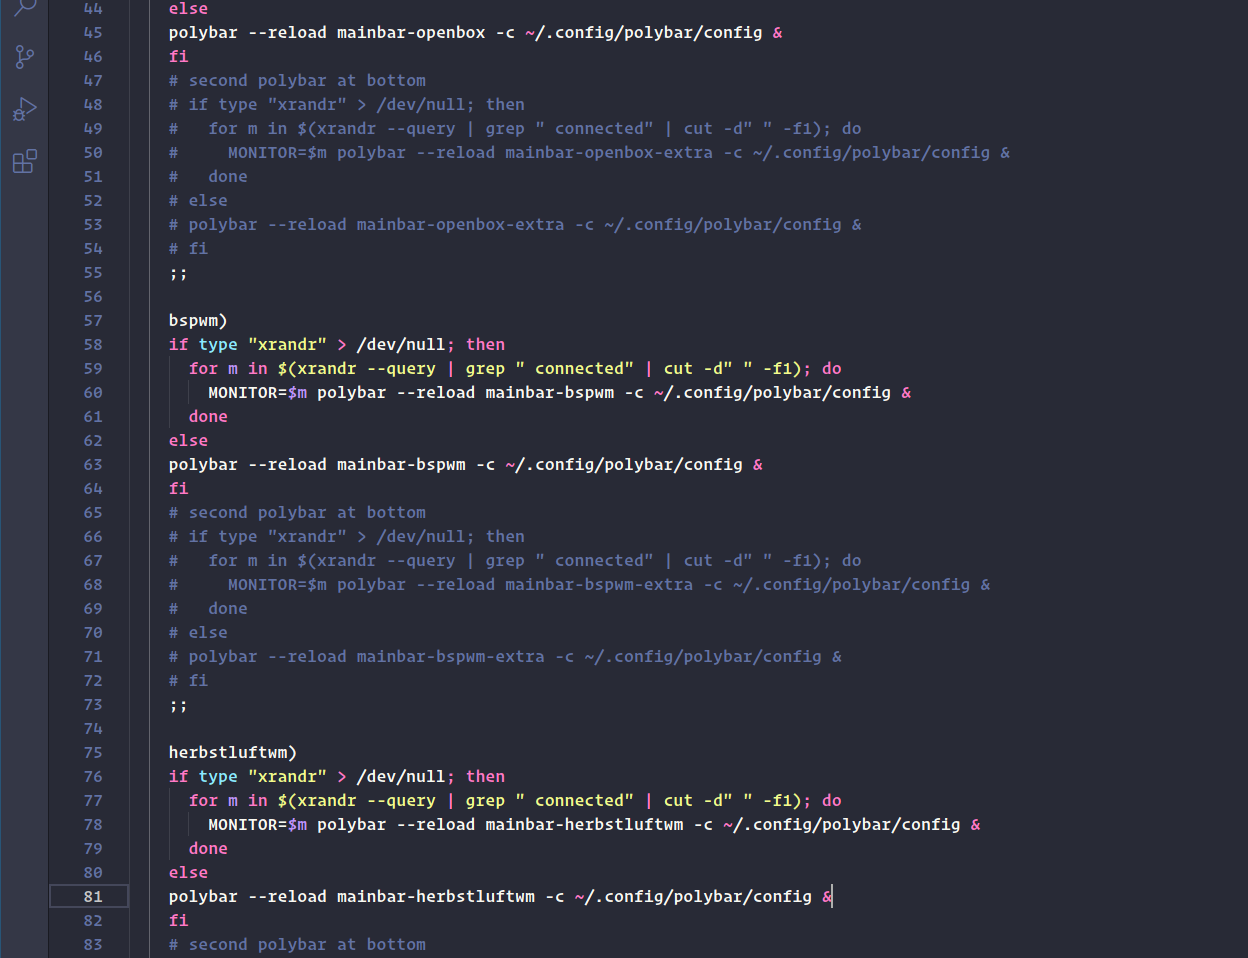 44 else
45 polybar --reload mainbar-openbox -c ~/.config/polybar/config &
46 fi
47 # second polybar at bottom
48 # if type "xrandr" > /dev/null; then
49 #   for m in $(xrandr --query | grep " connected" | cut -d" " -f1); do
50 #     MONITOR=$m polybar --reload mainbar-openbox-extra -c ~/.config/polybar/config &
51 #   done
52 # else
53 # polybar --reload mainbar-openbox-extra -c ~/.config/polybar/config &
54 # fi
55 ;;
56
57 bspwm)
58 if type "xrandr" > /dev/null; then
59   for m in $(xrandr --query | grep " connected" | cut -d" " -f1); do
60     MONITOR=$m polybar --reload mainbar-bspwm -c ~/.config/polybar/config &
61   done
62 else
63 polybar --reload mainbar-bspwm -c ~/.config/polybar/config &
64 fi
65 # second polybar at bottom
66 # if type "xrandr" > /dev/null; then
67 #   for m in $(xrandr --query | grep " connected" | cut -d" " -f1); do
68 #     MONITOR=$m polybar --reload mainbar-bspwm-extra -c ~/.config/polybar/config &
69 #   done
70 # else
71 # polybar --reload mainbar-bspwm-extra -c ~/.config/polybar/config &
72 # fi
73 ;;
74
75 herbstluftwm)
76 if type "xrandr" > /dev/null; then
77   for m in $(xrandr --query | grep " connected" | cut -d" " -f1); do
78     MONITOR=$m polybar --reload mainbar-herbstluftwm -c ~/.config/polybar/config &
79   done
80 else
81 polybar --reload mainbar-herbstluftwm -c ~/.config/polybar/config &
82 fi
83 # second polybar at bottom